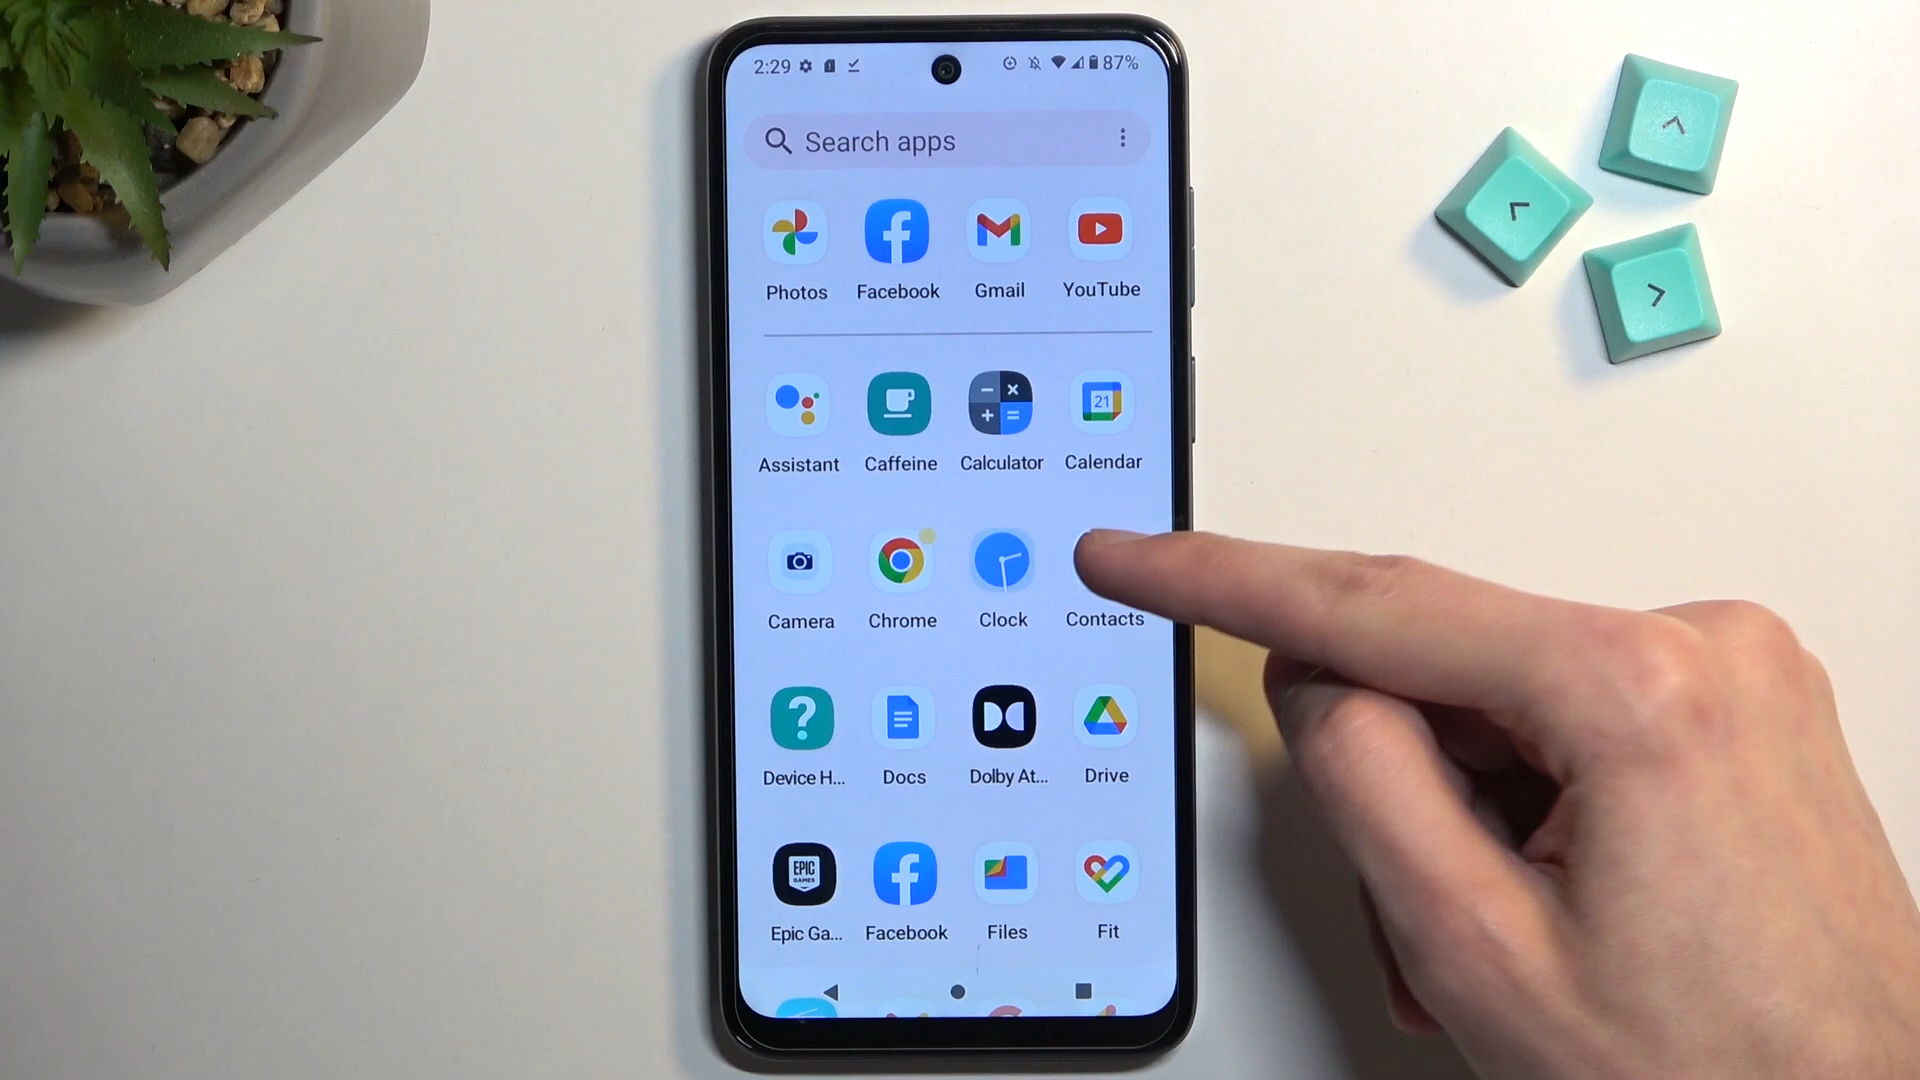 2:29 87%
Search apps
Photos Facebook Gmail YouTube
21
Assistant Caffeine Calculator Calendar
Camera Chrome Clock Contacts
Device H... Docs Dolby At... Drive
EPIC
GAMES
Epic Ga... Facebook Files Fit